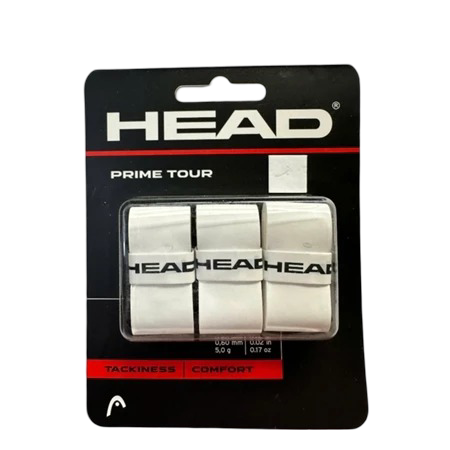 HEAD®
PRIME TOUR
HEAD HEAD HEAD
0,60 mm 0.02 in
5,0 g 0.17 oz
TACKINESS COMFORT